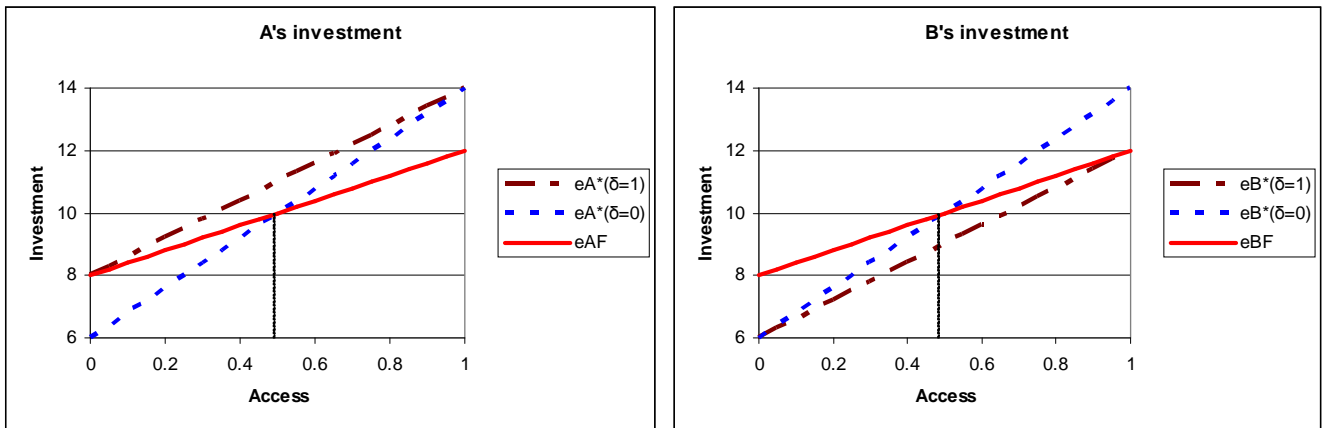 A's investment
14
12
10
8
6
Investment
0
0.2
0.4
0.6
0.8
1
Access
eA*(δ=1)
eA*(δ=0)
eAF
B's investment
14
12
10
8
6
Investment
0
0.2
0.4
0.6
0.8
1
Access
eB*(δ=1)
eB*(δ=0)
eBF